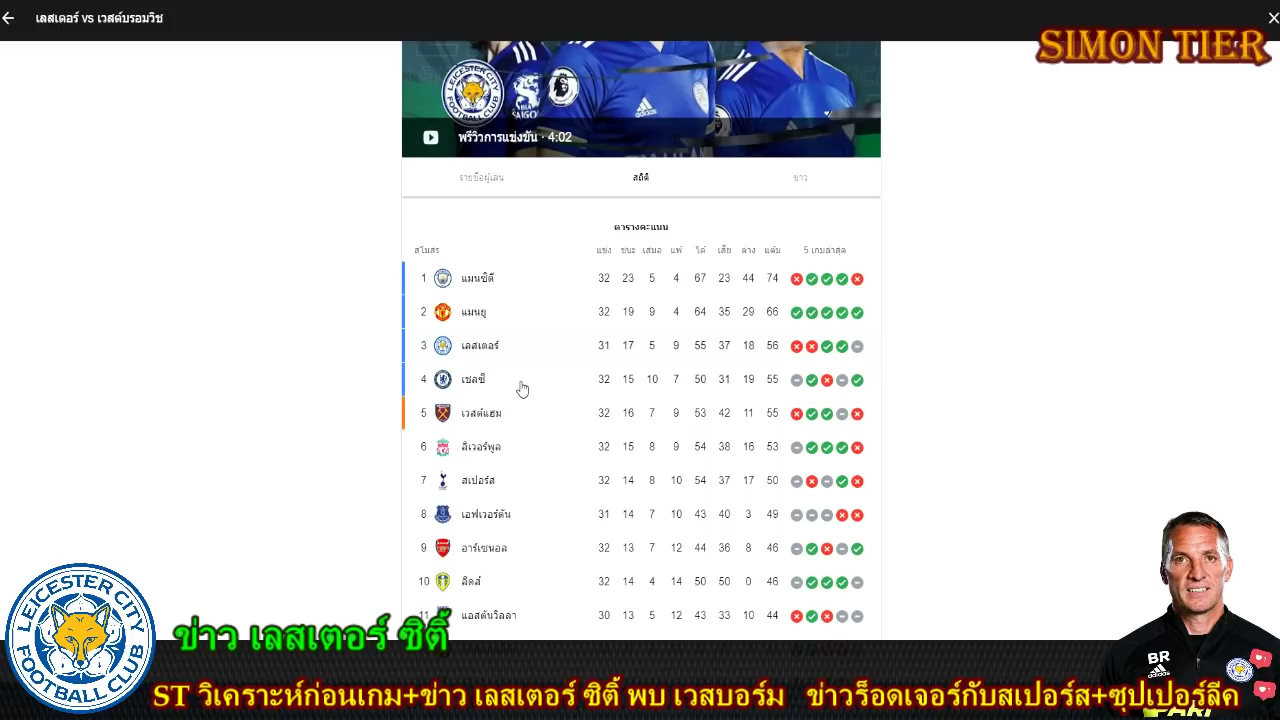 เลสเตอร์ vs เวสต์บรอมวิช
SIMON TIER
LEICESTER CITY
FOOTBALL CLUB
BIA
SAIGON
adidas
พรีวิวการแข่งขัน · 4:02
รายชื่อผู้เล่น สถิติ ข่าว
ตารางคะแนน
สโมสร แข่ง ชนะ เสมอ แพ้ ได้ เสีย ต่าง แต้ม 5 เกมล่าสุด
1 แมนซิตี 32 23 5 4 67 23 44 74
2 แมนยู 32 19 9 4 64 35 29 66
3 เลสเตอร์ 31 17 5 9 55 37 18 56
4 เชลซี 32 15 10 7 50 31 19 55
5 เวสต์แฮม 32 16 7 9 53 42 11 55
6 ลิเวอร์พูล 32 15 8 9 54 38 16 53
7 สเปอร์ส 32 14 8 10 54 37 17 50
8 เอฟเวอร์ตัน 31 14 7 10 43 40 3 49
9 อาร์เซนอล 32 13 7 12 44 36 8 46
10 ลีดส์ 32 14 4 14 50 50 0 46
11 แอสตันวิลลา 30 13 5 12 43 33 10 44
LEICESTER CITY
FOOTBALL CLUB
ข่าว เลสเตอร์ ซิตี้
BR
adidas
ST วิเคราะห์ก่อนเกม+ข่าว เลสเตอร์ ซิตี้ พบ เวสบอร์ม ข่าวร็อดเจอร์กับสเปอร์ส+ซุปเปอร์ลีค